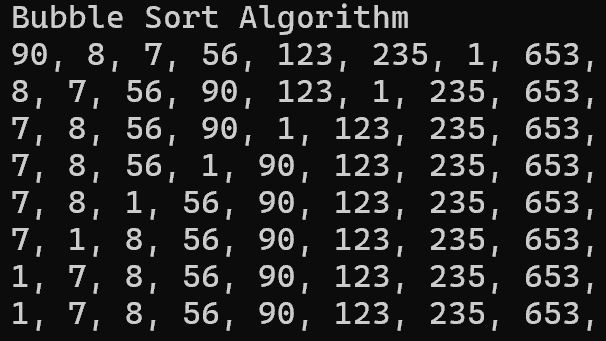 Bubble Sort Algorithm
90, 8, 7, 56, 123, 235, 1, 653,
8, 7, 56, 90, 123, 1, 235, 653,
7, 8, 56, 90, 1, 123, 235, 653,
7, 8, 56, 1, 90, 123, 235, 653,
7, 8, 1, 56, 90, 123, 235, 653,
7, 1, 8, 56, 90, 123, 235, 653,
1, 7, 8, 56, 90, 123, 235, 653,
1, 7, 8, 56, 90, 123, 235, 653,